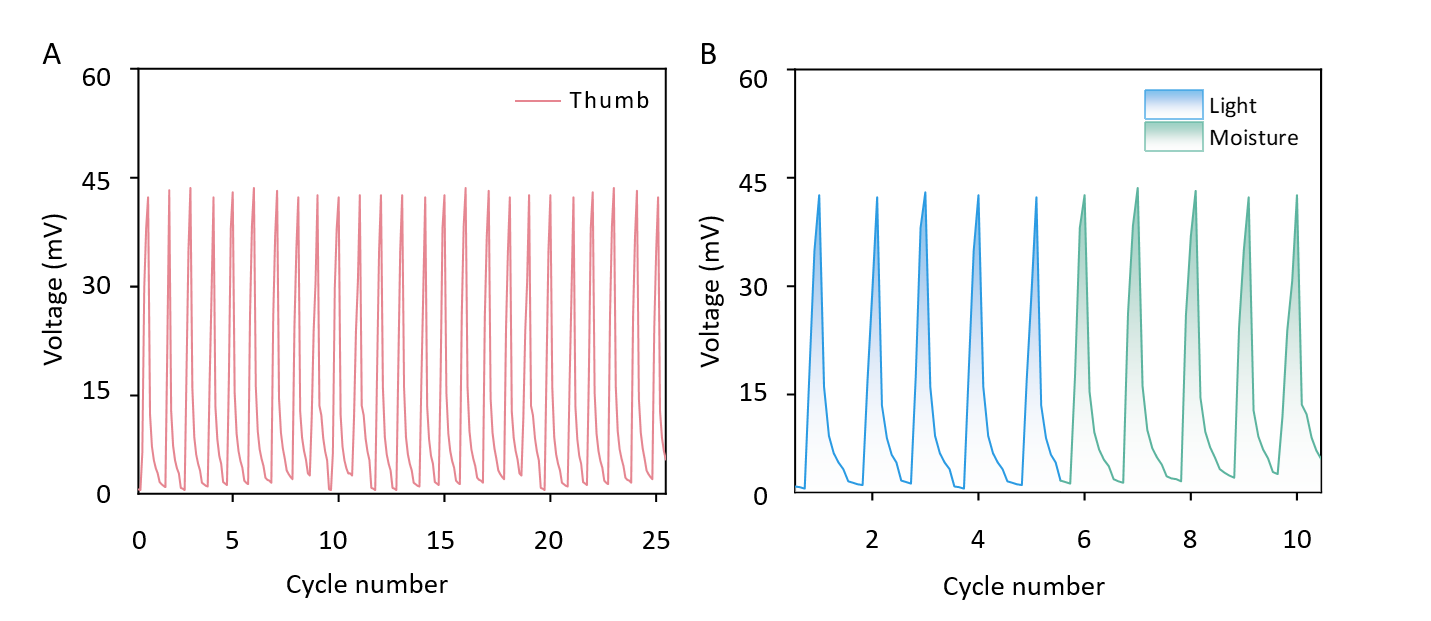 A
60
45
30
15
0
Voltage (mV)
Thumb
0 5 10 15 20 25
Cycle number
B
60
45
30
15
0
Voltage (mV)
Light
Moisture
2 4 6 8 10
Cycle number